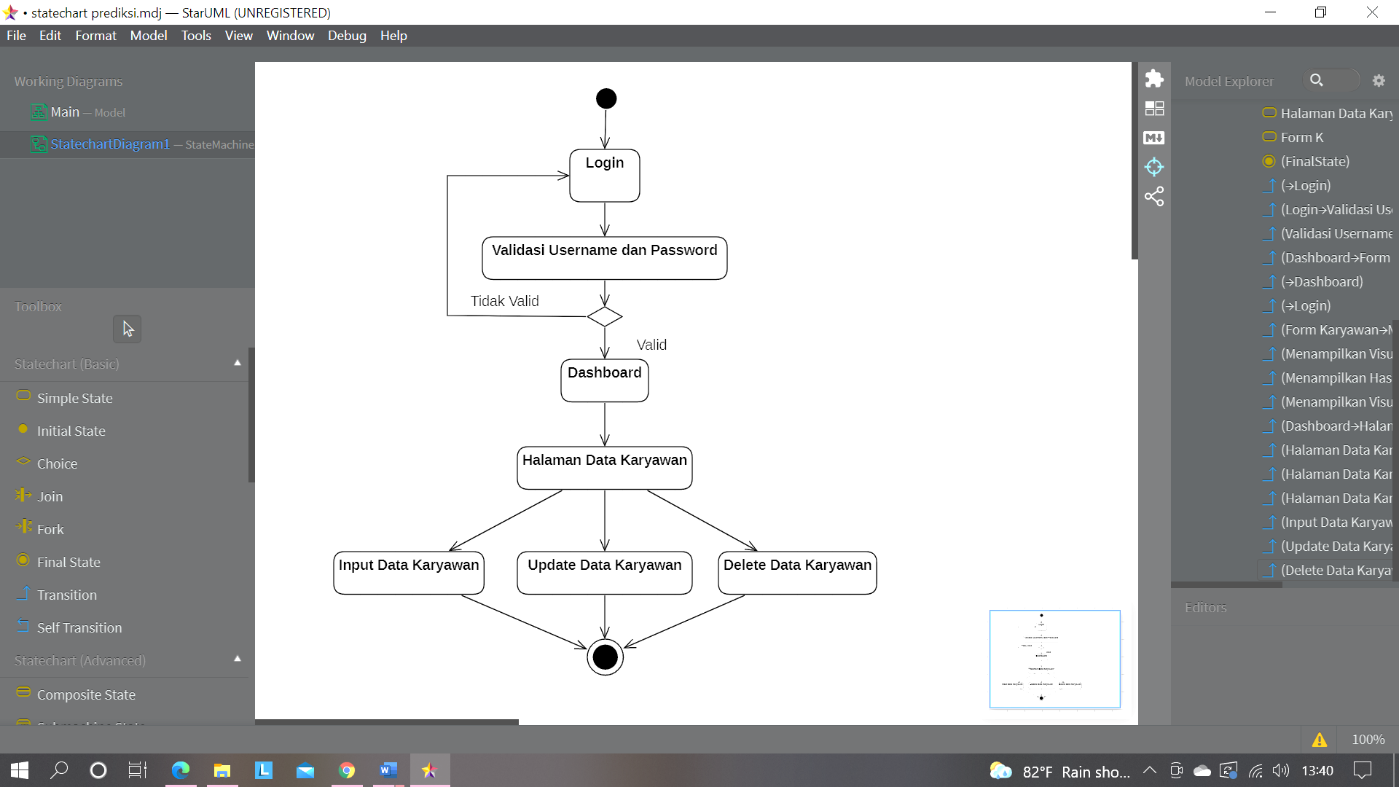 • statechart prediksi.mdj — StarUML (UNREGISTERED)
File Edit Format Model Tools View Window Debug Help
Working Diagrams
Main — Model
StatechartDiagram1 — StateMachine
Toolbox
Statechart (Basic)
Simple State
Initial State
Choice
Join
Fork
Final State
Transition
Self Transition
Statechart (Advanced)
Composite State
Login
Validasi Username dan Password
Tidak Valid
Valid
Dashboard
Halaman Data Karyawan
Input Data Karyawan
Update Data Karyawan
Delete Data Karyawan
M
Model Explorer
Halaman Data Kary
Form K
(FinalState)
(→Login)
(Login→Validasi Us
(Validasi Username
(Dashboard→Form
(→Dashboard)
(→Login)
(Form Karyawan→M
(Menampilkan Visu
(Menampilkan Has
(Menampilkan Visu
(Dashboard→Halan
(Halaman Data Kar
(Halaman Data Kar
(Halaman Data Kar
(Input Data Karyaw
(Update Data Karya
(Delete Data Karya
Editors
100%
82°F Rain sho...
13:40